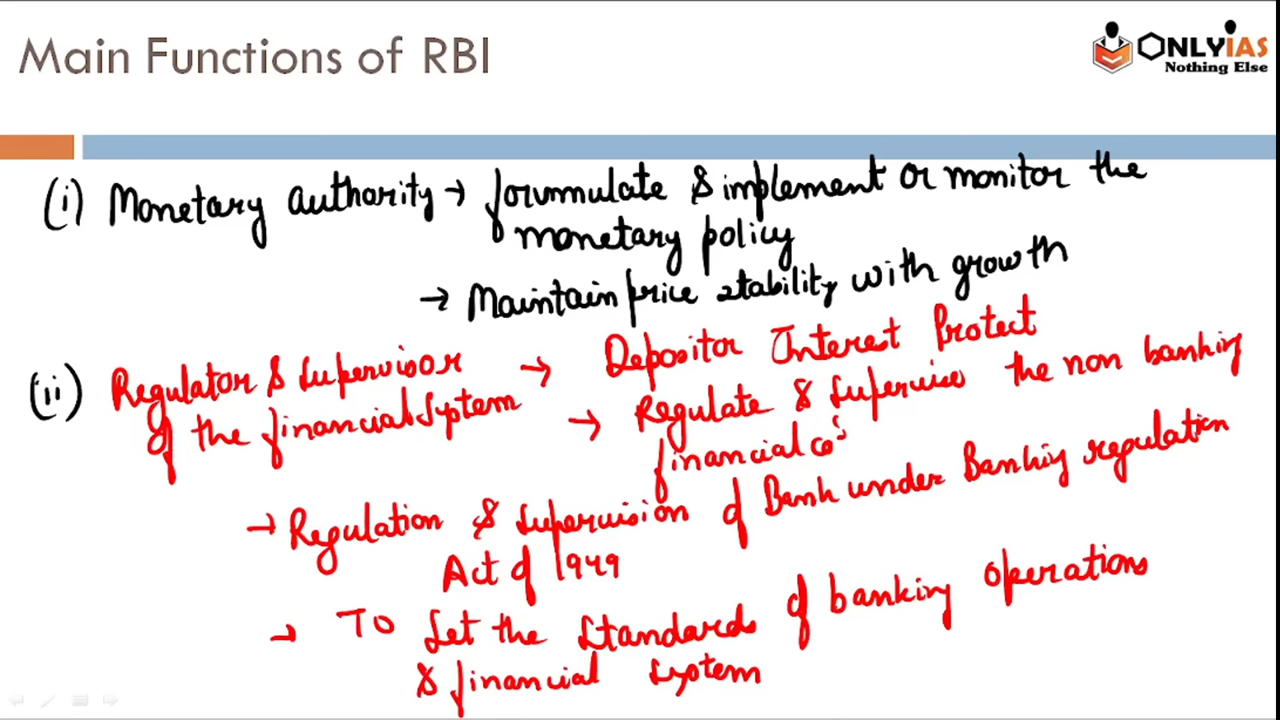 Main Functions of RBI
ONLYIAS
Nothing Else
(i) Monetary authority → formulate & implement or monitor the
monetary policy
→ Maintain price stability with growth
(ii) Regulator & supervisor
of the financial system
→ Depositor Interest Protect
→ Regulate & Supervise the non banking
financial cos
→ Regulation & Supervision of Bank under Banking regulation
Act of 1949
→ To Set the Standards of banking operations
& financial system